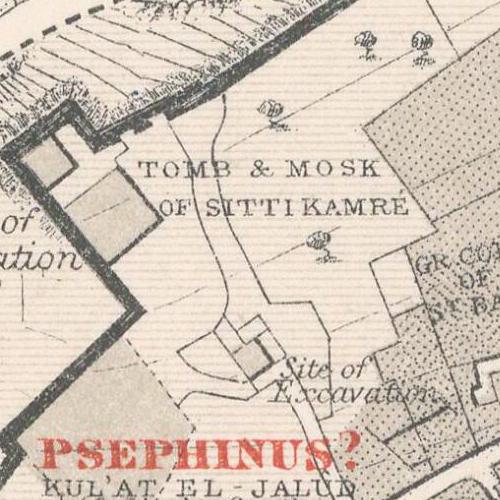 TOMB & MOSK
OF SITTI KAMRÉ
of
ation
GR. CO
OF
ST BA
Site of
Excavation
PSEPHINUS?
KUL'AT EL-JALUD